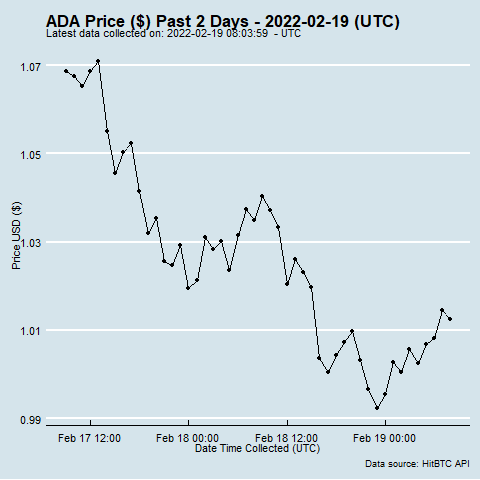 ADA Price ($) Past 2 Days - 2022-02-19 (UTC)
Latest data collected on: 2022-02-19 08:03:59 - UTC
1.07
1.05
1.03
1.01
0.99
Price USD ($)
Feb 17 12:00
Feb 18 00:00
Feb 18 12:00
Feb 19 00:00
Date Time Collected (UTC)
Data source: HitBTC API